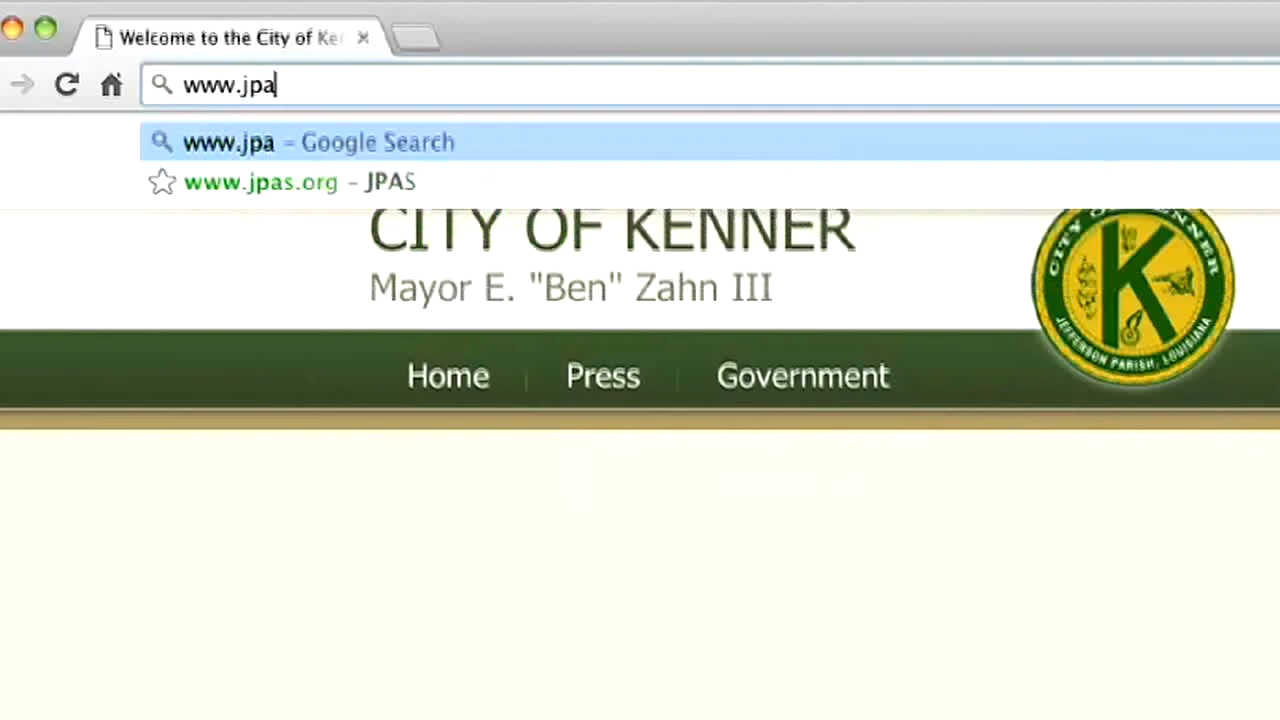 Welcome to the City of Ke
www.jpa
www.jpa – Google Search
www.jpas.org – JPAS
CITY OF KENNER
Mayor E. "Ben" Zahn III
CITY OF KENNER
K
JEFFERSON PARISH, LOUISIANA
Home
Press
Government